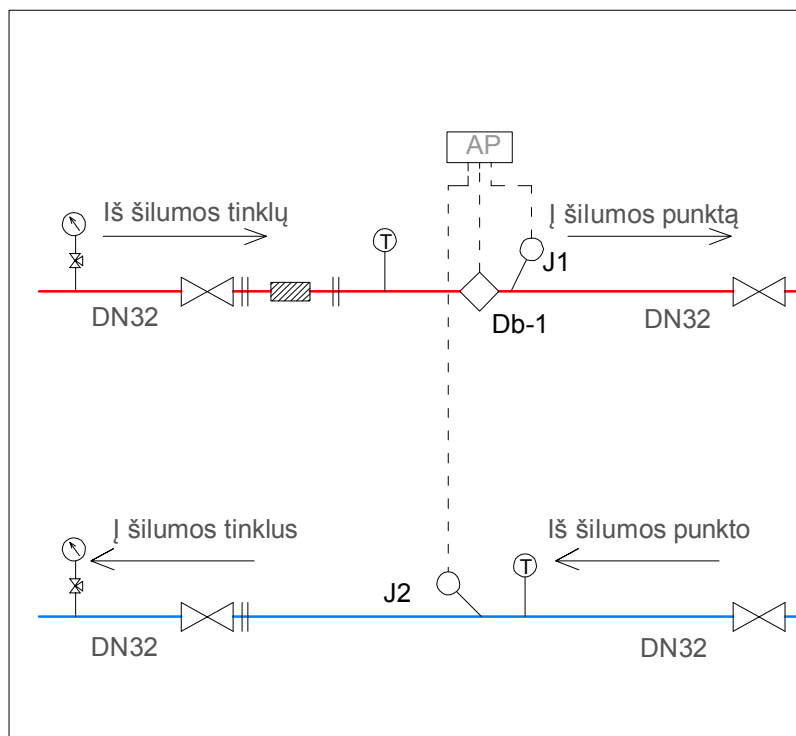 AP
Iš šilumos tinklų
Į šilumos punktą
T
J1
DN32
Db-1
DN32
Į šilumos tinklus
Iš šilumos punkto
T
J2
DN32
DN32